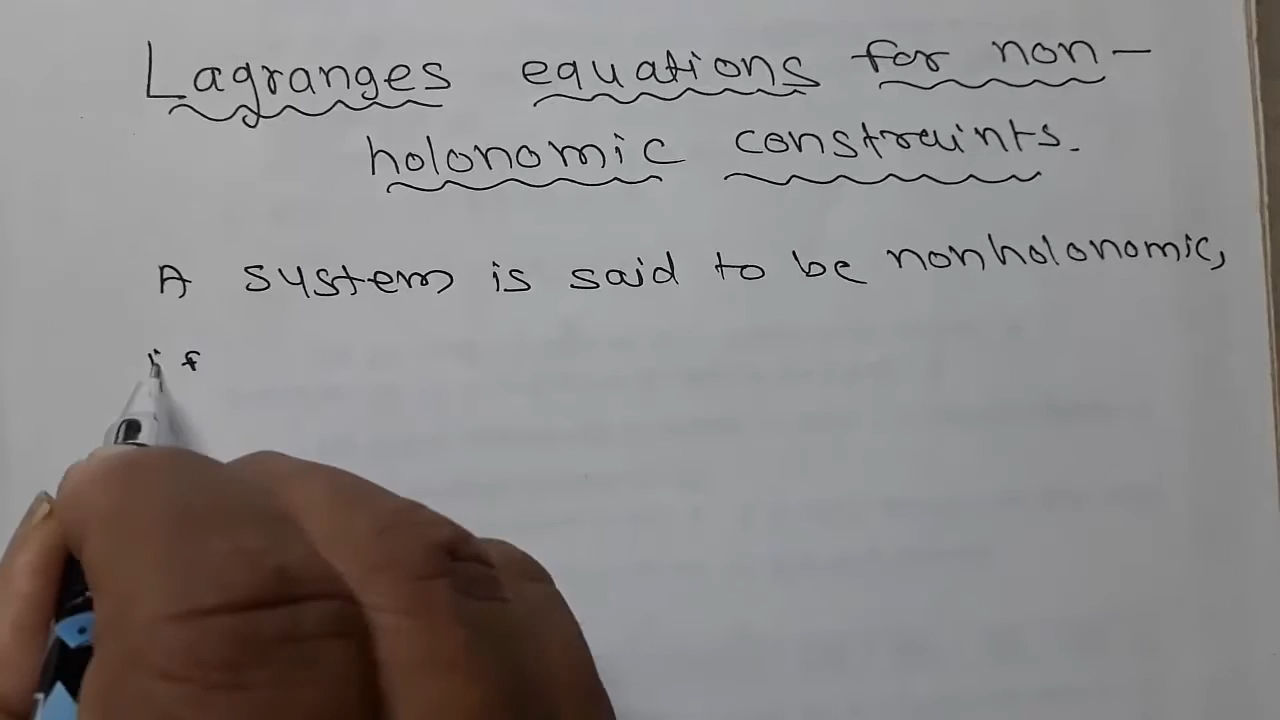 Lagranges equations for non-
holonomic constraints.
A system is said to be nonholonomic,
if